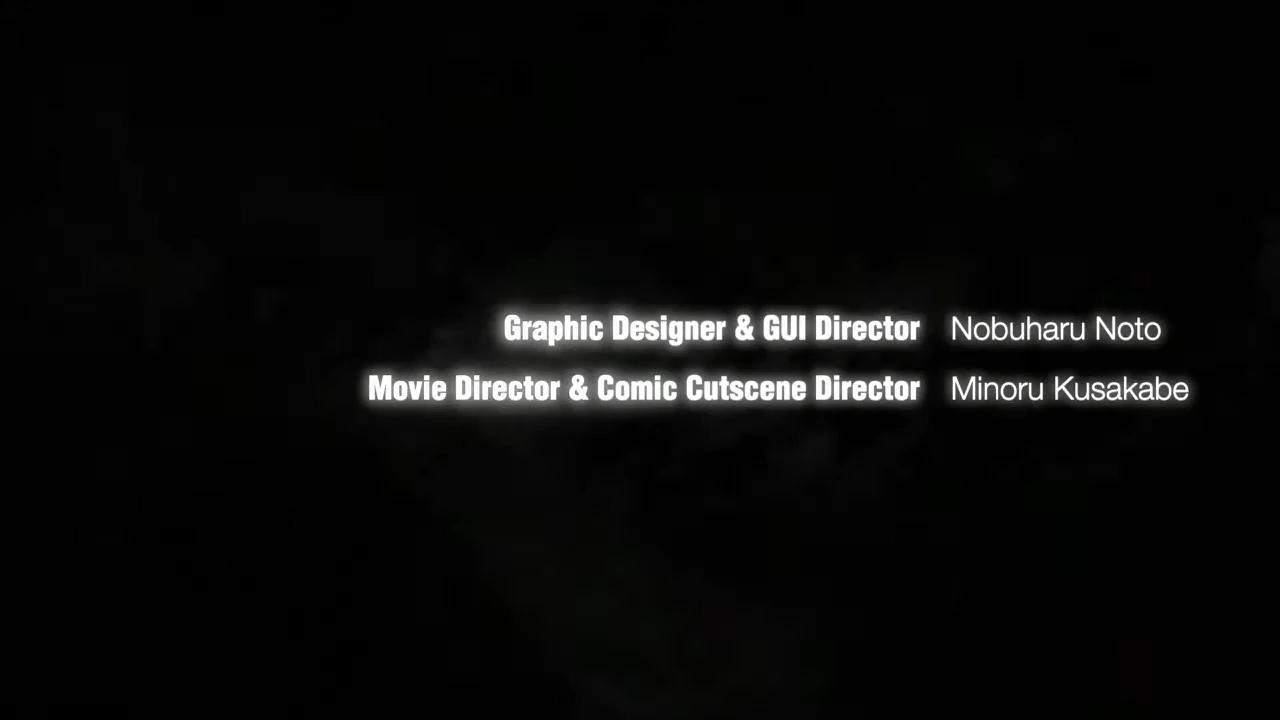 Graphic Designer & GUI Director Nobuharu Noto
Movie Director & Comic Cutscene Director Minoru Kusakabe